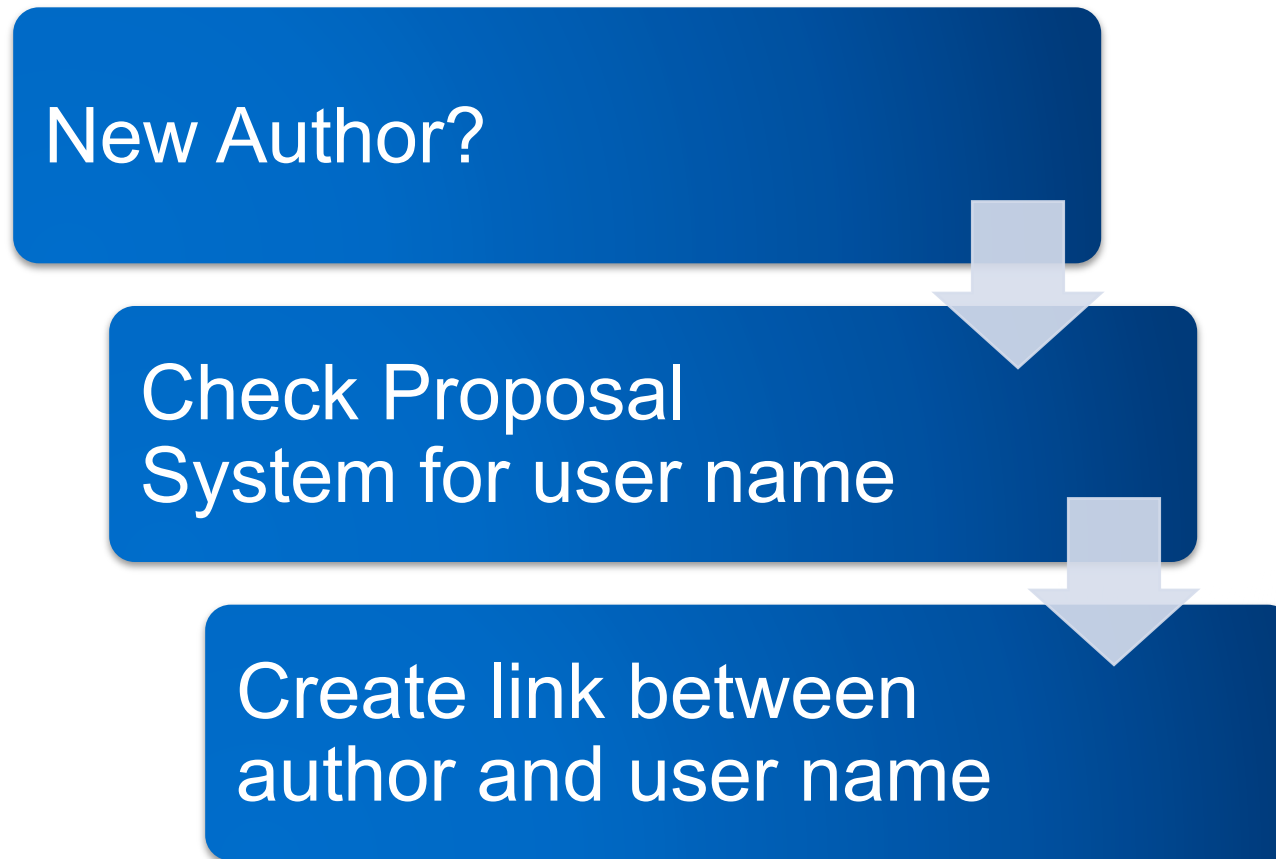 New Author?
Check Proposal
System for user name
Create link between
author and user name